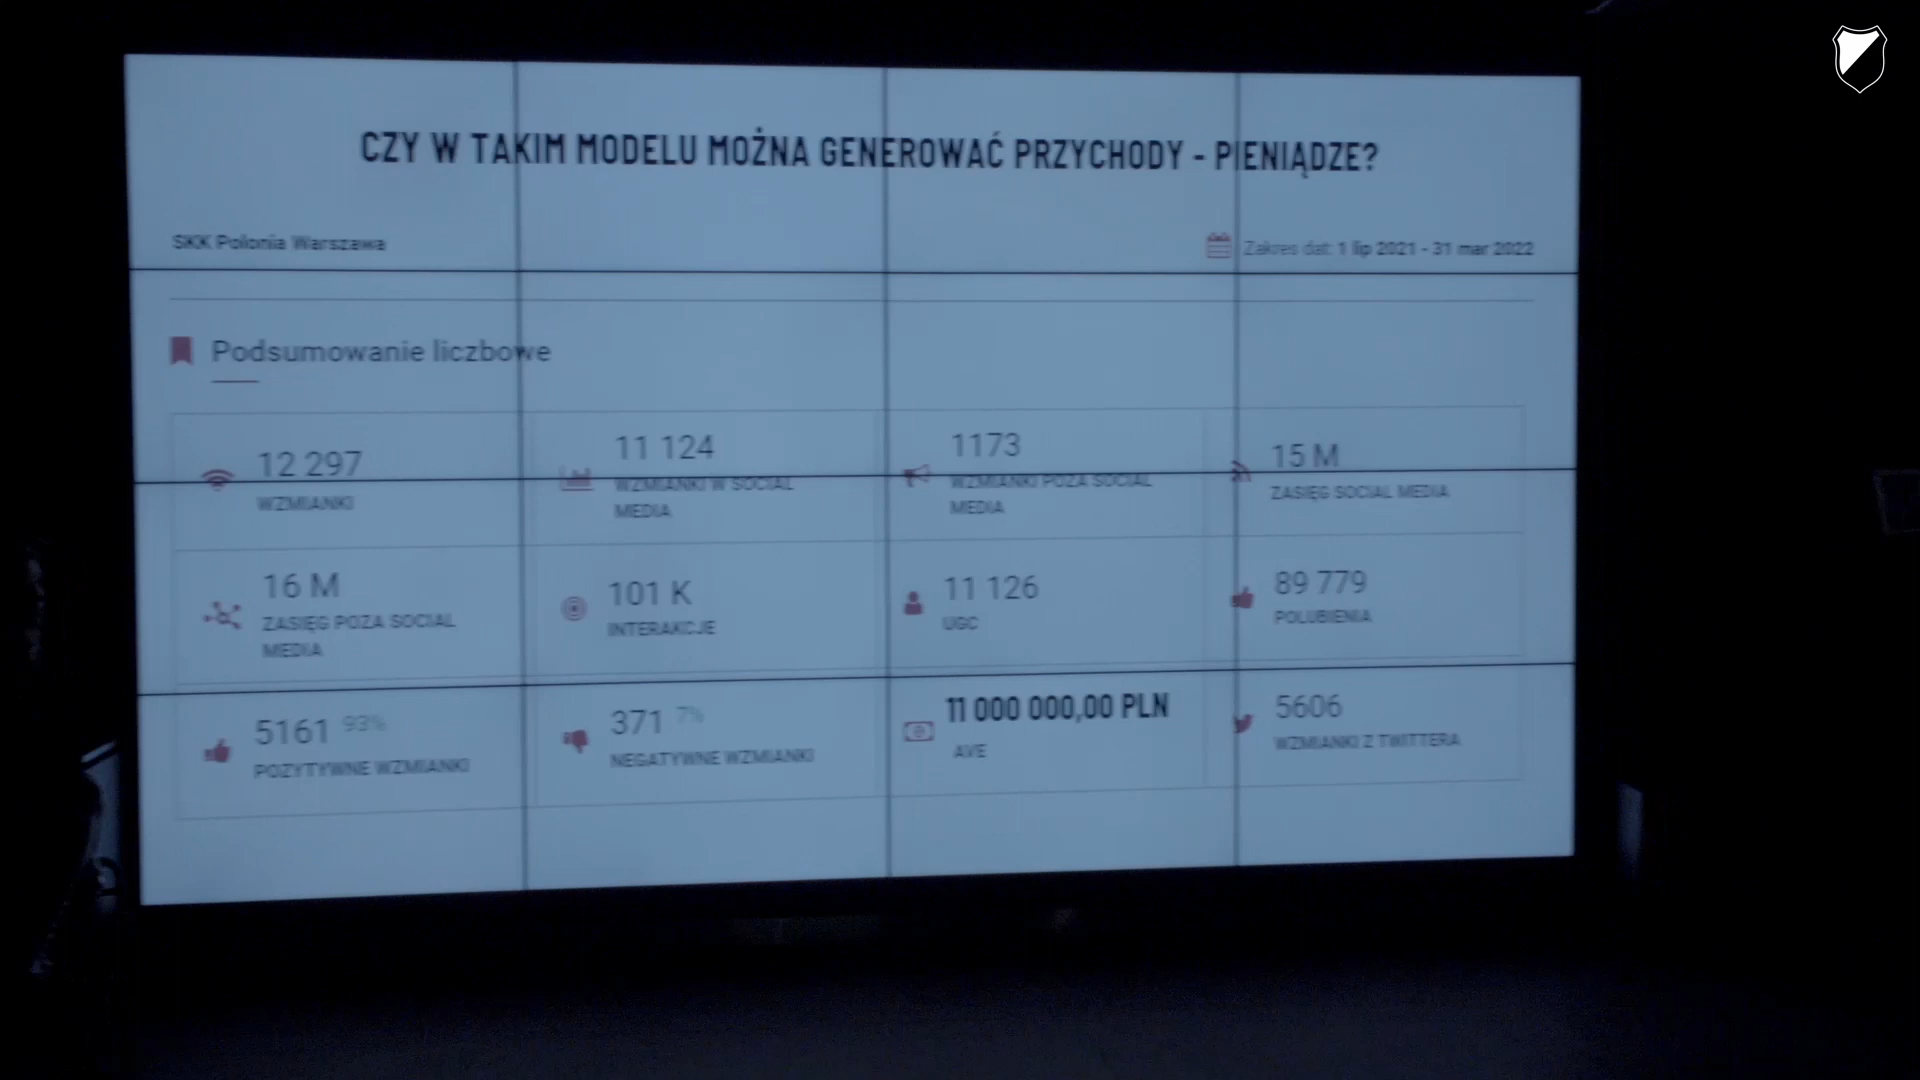 CZY W TAKIM MODELU MOŻNA GENEROWAĆ PRZYCHODY - PIENIĄDZE?
SKK Polonia Warszawa
Zakres dat: 1 lip 2021 - 31 mar 2022
Podsumowanie liczbowe
12 297
WZMIANKI
11 124
WZMIANKI W SOCIAL
MEDIA
1173
WZMIANKI POZA SOCIAL
MEDIA
15 M
ZASIĘG SOCIAL MEDIA
16 M
ZASIĘG POZA SOCIAL
MEDIA
101 K
INTERAKCJE
11 126
UGC
89 779
POLUBIENIA
5161 93%
POZYTYWNE WZMIANKI
371 7%
NEGATYWNE WZMIANKI
11 000 000,00 PLN
AVE
5606
WZMIANKI Z TWITTERA